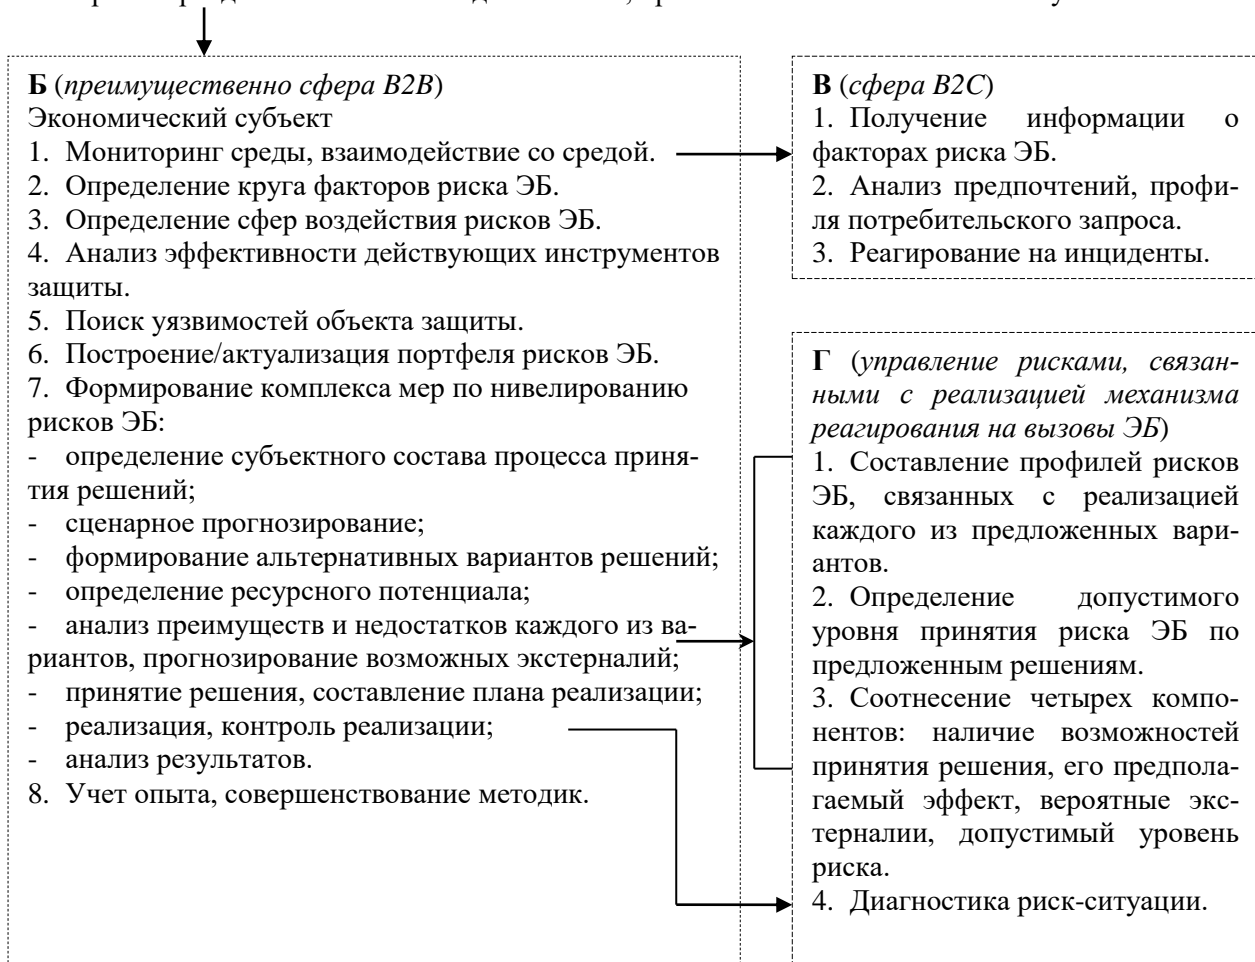 Б (преимущественно сфера B2B)
Экономический субъект
1. Мониторинг среды, взаимодействие со средой.
2. Определение круга факторов риска ЭБ.
3. Определение сфер воздействия рисков ЭБ.
4. Анализ эффективности действующих инструментов
защиты.
5. Поиск уязвимостей объекта защиты.
6. Построение/актуализация портфеля рисков ЭБ.
7. Формирование комплекса мер по нивелированию
рисков ЭБ:
- определение субъектного состава процесса приня-
тия решений;
- сценарное прогнозирование;
- формирование альтернативных вариантов решений;
- определение ресурсного потенциала;
- анализ преимуществ и недостатков каждого из ва-
риантов, прогнозирование возможных экстерналий;
- принятие решения, составление плана реализации;
- реализация, контроль реализации;
- анализ результатов.
8. Учет опыта, совершенствование методик.
В (сфера B2C)
1. Получение информации о
факторах риска ЭБ.
2. Анализ предпочтений, профи-
ля потребительского запроса.
3. Реагирование на инциденты.
Г (управление рисками, связан-
ными с реализацией механизма
реагирования на вызовы ЭБ)
1. Составление профилей рисков
ЭБ, связанных с реализацией
каждого из предложенных вари-
антов.
2. Определение допустимого
уровня принятия риска ЭБ по
предложенным решениям.
3. Соотнесение четырех компо-
нентов: наличие возможностей
принятия решения, его предпола-
гаемый эффект, вероятные экс-
терналии, допустимый уровень
риска.
4. Диагностика риск-ситуации.